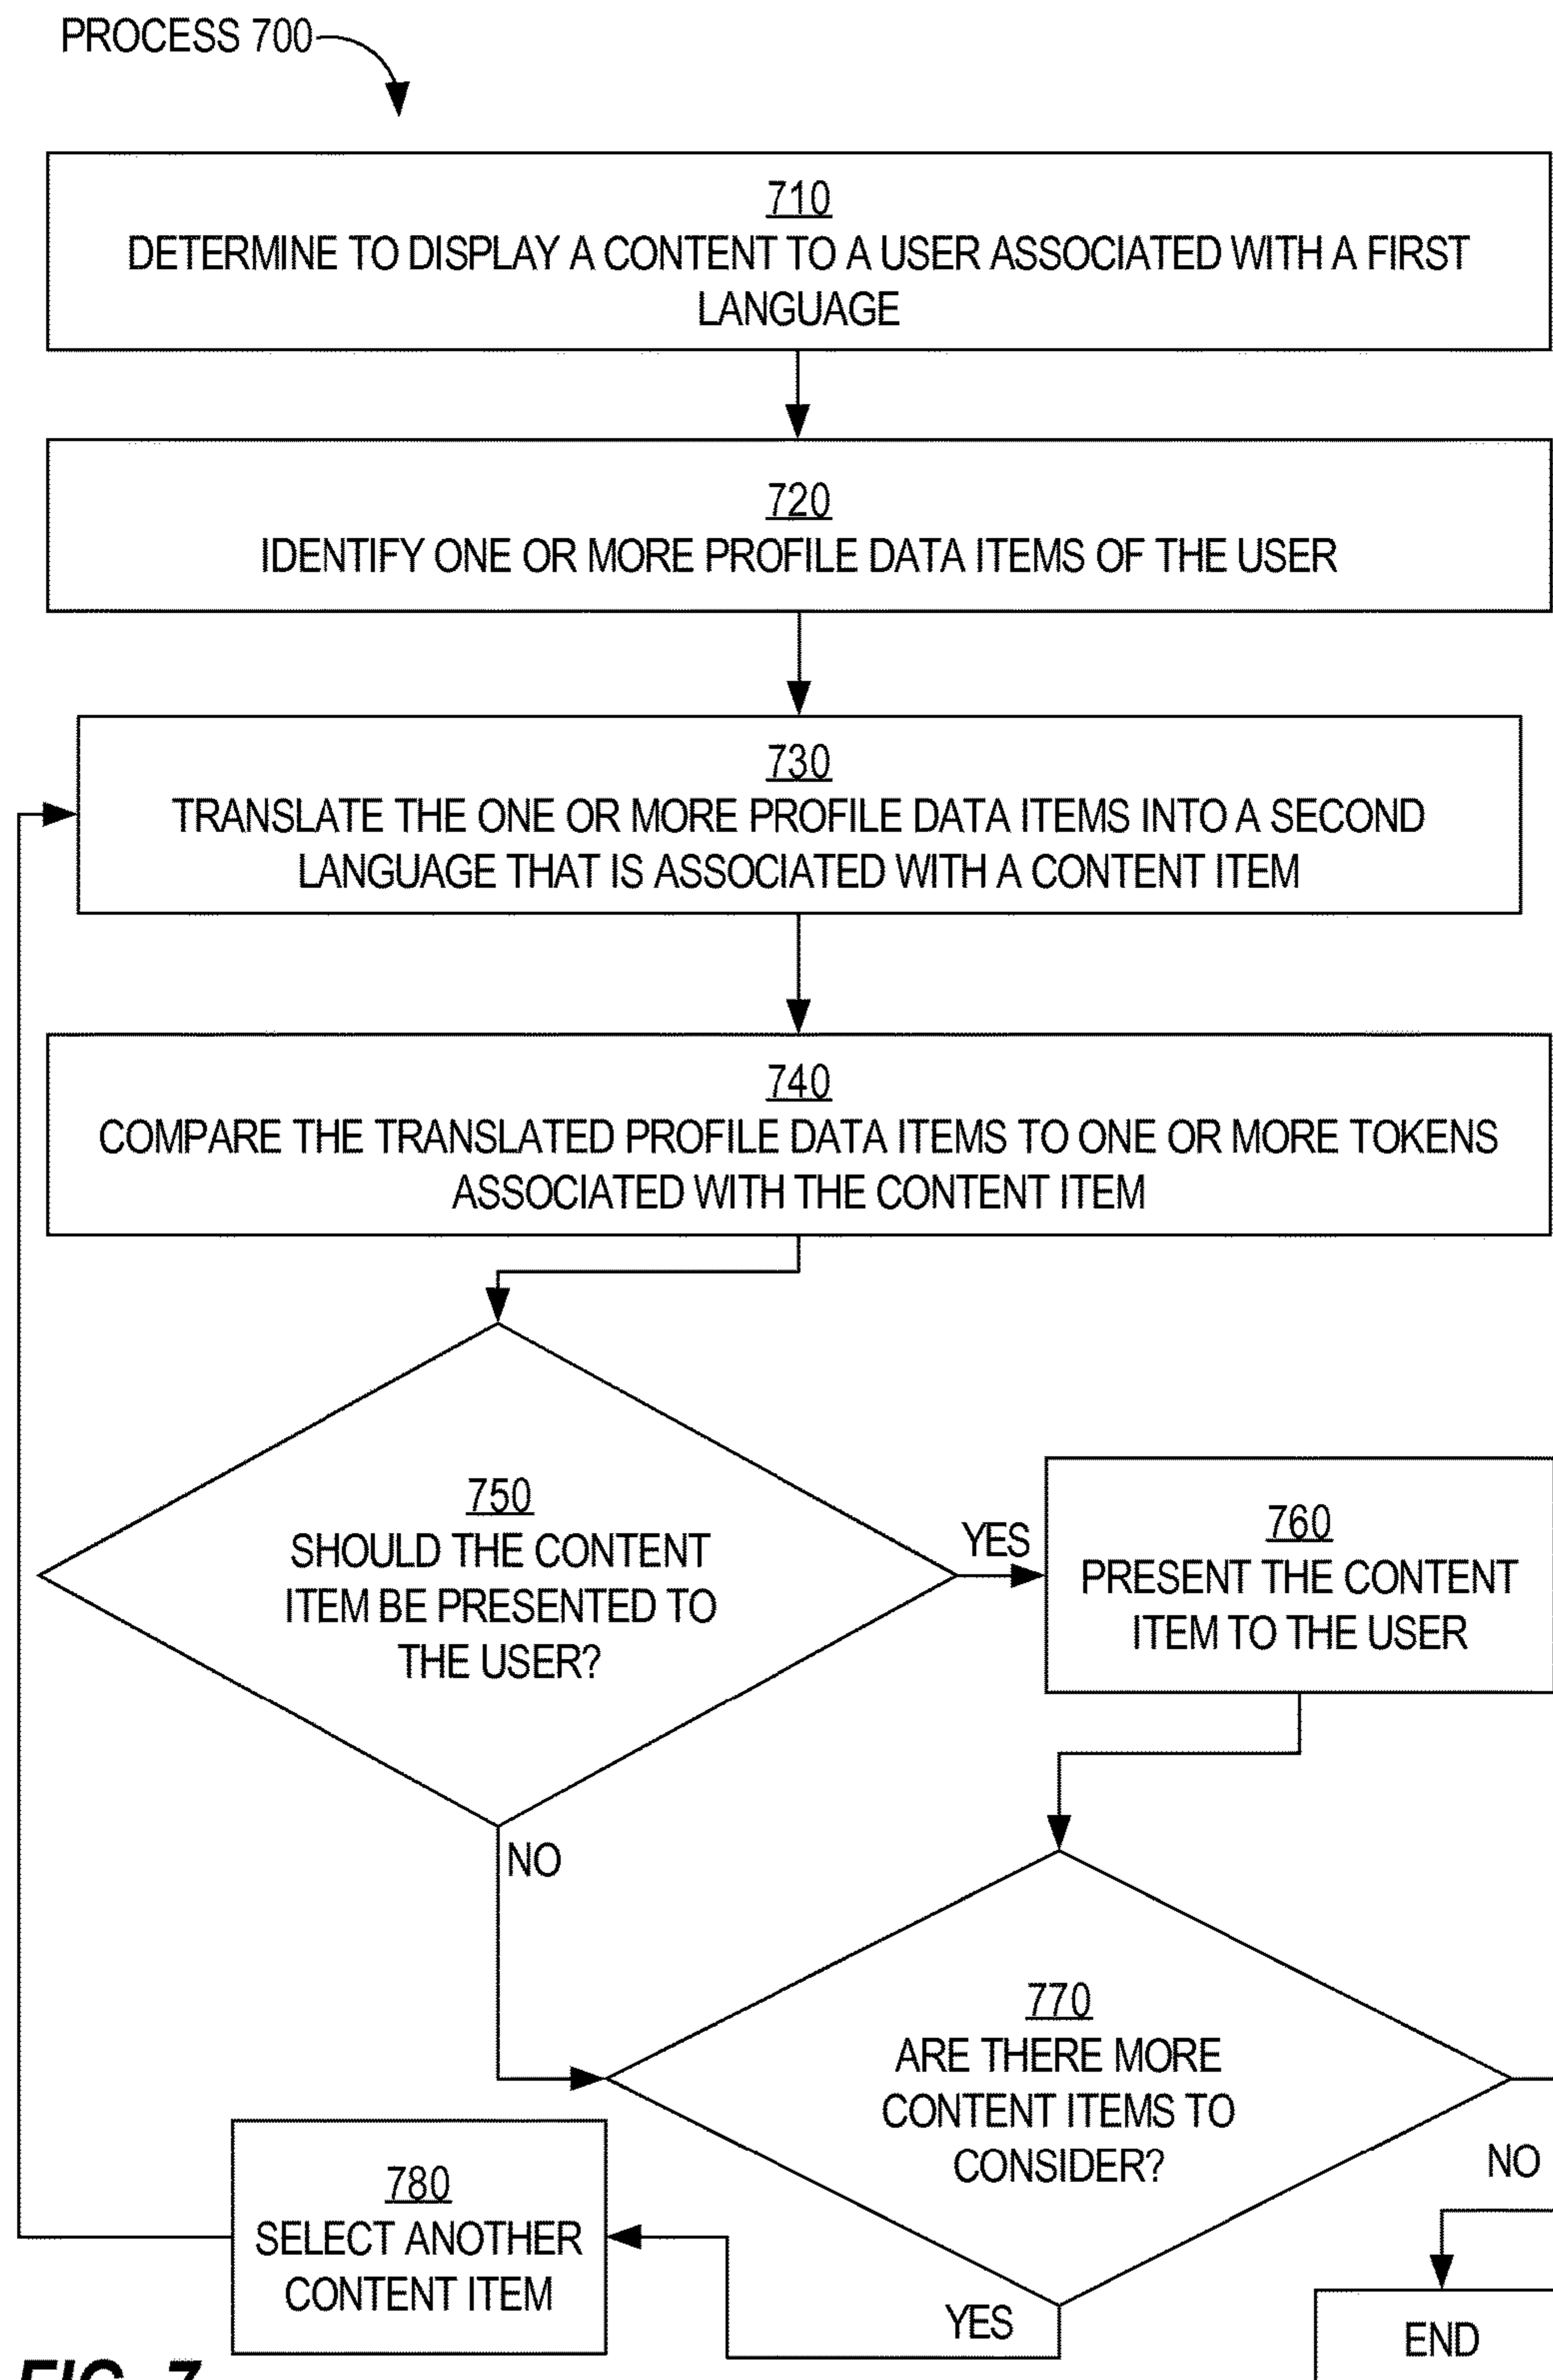 PROCESS 700
710
DETERMINE TO DISPLAY A CONTENT TO A USER ASSOCIATED WITH A FIRST
LANGUAGE
720
IDENTIFY ONE OR MORE PROFILE DATA ITEMS OF THE USER
730
TRANSLATE THE ONE OR MORE PROFILE DATA ITEMS INTO A SECOND
LANGUAGE THAT IS ASSOCIATED WITH A CONTENT ITEM
740
COMPARE THE TRANSLATED PROFILE DATA ITEMS TO ONE OR MORE TOKENS
ASSOCIATED WITH THE CONTENT ITEM
750
SHOULD THE CONTENT
ITEM BE PRESENTED TO
THE USER?
YES
760
PRESENT THE CONTENT
ITEM TO THE USER
NO
770
ARE THERE MORE
CONTENT ITEMS TO
CONSIDER?
NO
780
SELECT ANOTHER
CONTENT ITEM
YES
END
FIG. 7